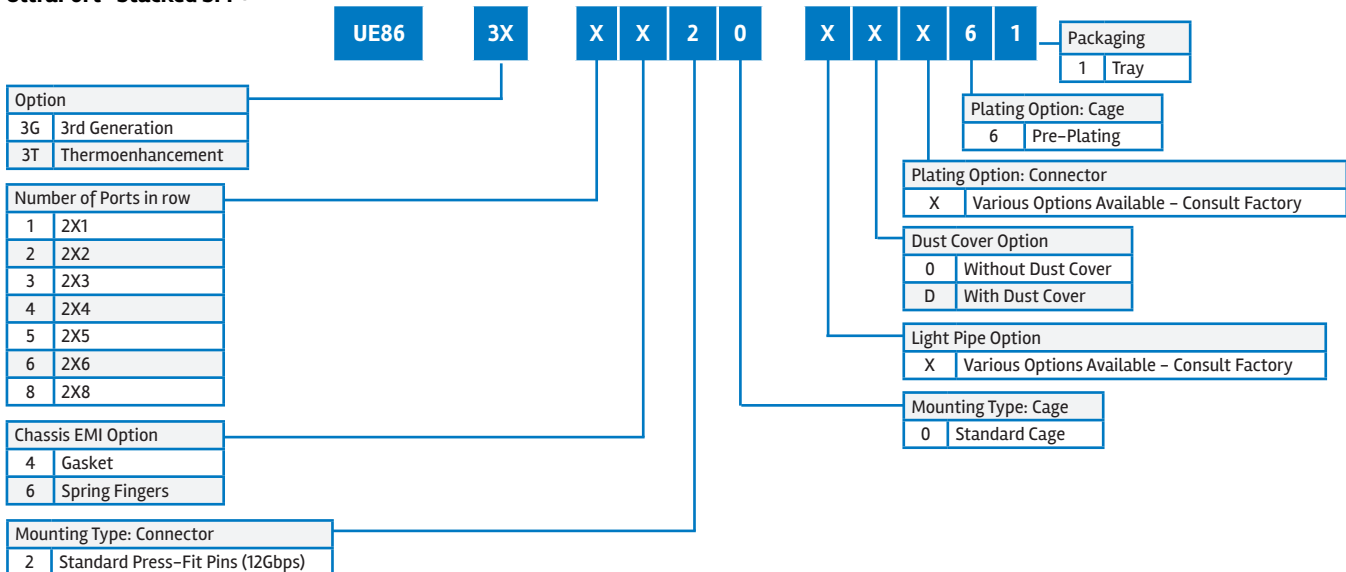 UE86 3X X X 2 0 X X X 6 1
Packaging
1 Tray
Option
3G 3rd Generation
3T Thermoenhancement
Plating Option: Cage
6 Pre-Plating
Plating Option: Connector
X Various Options Available - Consult Factory
Number of Ports in row
1 2X1
2 2X2
3 2X3
4 2X4
5 2X5
6 2X6
8 2X8
Dust Cover Option
0 Without Dust Cover
D With Dust Cover
Light Pipe Option
X Various Options Available - Consult Factory
Mounting Type: Cage
0 Standard Cage
Chassis EMI Option
4 Gasket
6 Spring Fingers
Mounting Type: Connector
2 Standard Press-Fit Pins (12Gbps)